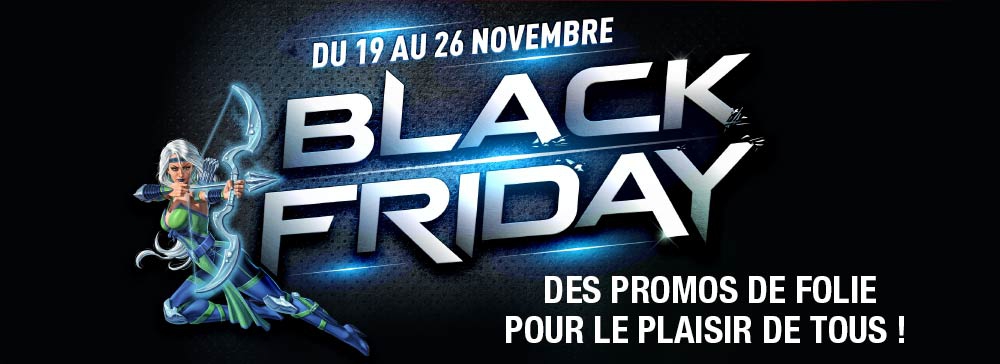 DU 19 AU 26 NOVEMBRE
BLACK
FRIDAY
DES PROMOS DE FOLIE
POUR LE PLAISIR DE TOUS !